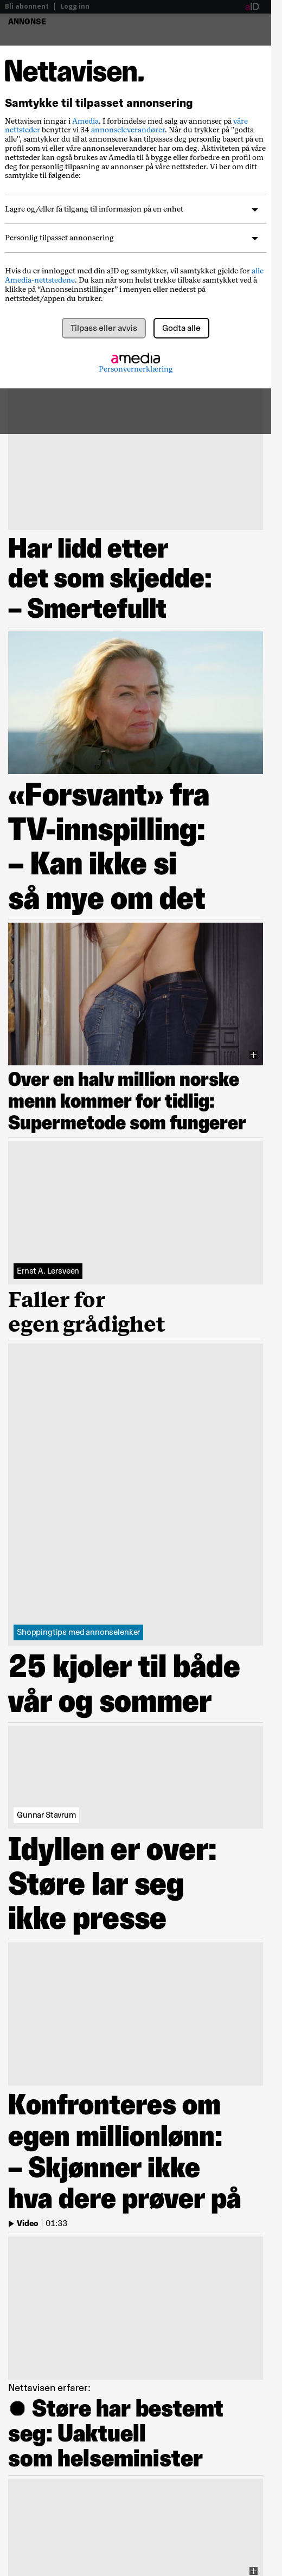 Bli abonnent | Logg inn
aID
ANNONSE
Nettavisen.
Samtykke til tilpasset annonsering
Nettavisen inngår i Amedia. I forbindelse med salg av annonser på våre
nettsteder benytter vi 34 annonseleverandører. Når du trykker på "godta
alle", samtykker du til at annonsene kan tilpasses deg personlig basert på en
profil som vi eller våre annonseleverandører har om deg. Aktiviteten på våre
nettsteder kan også brukes av Amedia til å bygge eller forbedre en profil om
deg for personlig tilpasning av annonser på våre nettsteder. Vi ber om ditt
samtykke til følgende:
Lagre og/eller få tilgang til informasjon på en enhet
Personlig tilpasset annonsering
Hvis du er innlogget med din aID og samtykker, vil samtykket gjelde for alle
Amedia-nettstedene. Du kan når som helst trekke tilbake samtykket ved å
klikke på “Annonseinnstillinger” i menyen eller nederst på
nettstedet/appen du bruker.
Tilpass eller avvis Godta alle
amedia
Personvernerklæring
Har lidd etter
det som skjedde:
– Smertefullt
«Forsvant» fra
TV-innspilling:
– Kan ikke si
så mye om det
Over en halv million norske
menn kommer for tidlig:
Supermetode som fungerer
Ernst A. Lersveen
Faller for
egen grådighet
Shoppingtips med annonselenker
25 kjoler til både
vår og sommer
Gunnar Stavrum
Idyllen er over:
Støre lar seg
ikke presse
Konfronteres om
egen millionlønn:
– Skjønner ikke
hva dere prøver på
Video | 01:33
Nettavisen erfarer:
Støre har bestemt
seg: Uaktuell
som helseminister